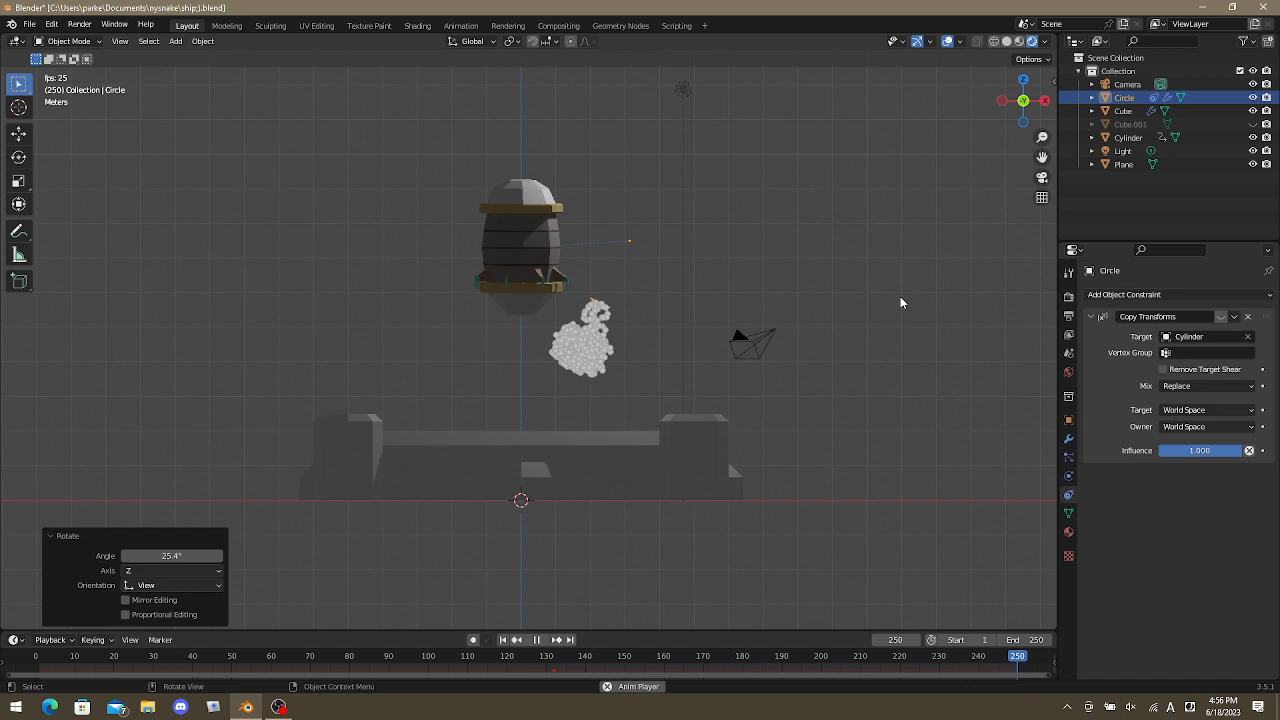 Blender* [C:\Users\parke\Documents\nysnake\ship;).blend]
File Edit Render Window Help Layout Modeling Sculpting UV Editing Texture Paint Shading Animation Rendering Compositing Geometry Nodes Scripting + Scene ViewLayer
Object Mode View Select Add Object Global
Options
fps: 25
(250) Collection | Circle
Meters
Z
-Y
X
Scene Collection
Collection
Camera
Circle
Cube
Cube.001
Cylinder
Light
Plane
Circle
Add Object Constraint
Copy Transforms
Target Cylinder
Vertex Group
Remove Target Shear
Mix Replace
Target World Space
Owner World Space
Influence 1.000
Rotate
Angle 25.4°
Axis Z
Orientation View
Mirror Editing
Proportional Editing
Playback Keying View Marker 250 Start 1 End 250
0 10 20 30 40 50 60 70 80 90 100 110 120 130 140 150 160 170 180 190 200 210 220 230 240 250
Select Rotate View Object Context Menu Anim Player 3.5.1
4:56 PM
6/18/2023